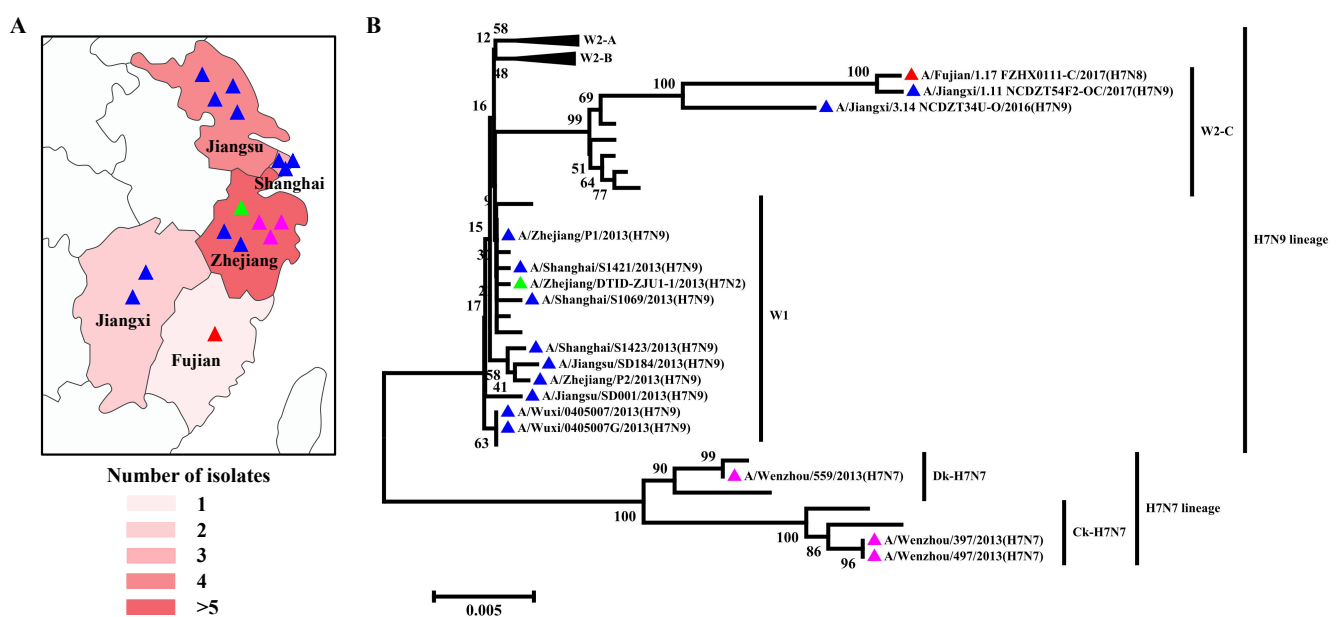 A
Jiangsu
Shanghai
Zhejiang
Jiangxi
Fujian
Number of isolates
1
2
3
4
>5
B
58
12
W2-A
W2-B
48
16
100
100
A/Fujian/1.17 FZHX0111-C/2017(H7N8)
A/Jiangxi/1.11 NCDZT54F2-OC/2017(H7N9)
A/Jiangxi/3.14 NCDZT34U-O/2016(H7N9)
69
99
51
64
77
W2-C
9
15
A/Zhejiang/P1/2013(H7N9)
A/Shanghai/S1421/2013(H7N9)
A/Zhejiang/DTID-ZJU1-1/2013(H7N2)
2
17
A/Shanghai/S1069/2013(H7N9)
W1
H7N9 lineage
A/Shanghai/S1423/2013(H7N9)
A/Jiangsu/SD184/2013(H7N9)
58
A/Zhejiang/P2/2013(H7N9)
41
A/Jiangsu/SD001/2013(H7N9)
A/Wuxi/0405007/2013(H7N9)
A/Wuxi/0405007G/2013(H7N9)
63
99
90
A/Wenzhou/559/2013(H7N7)
Dk-H7N7
100
H7N7 lineage
100
Ck-H7N7
A/Wenzhou/397/2013(H7N7)
86
A/Wenzhou/497/2013(H7N7)
96
0.005